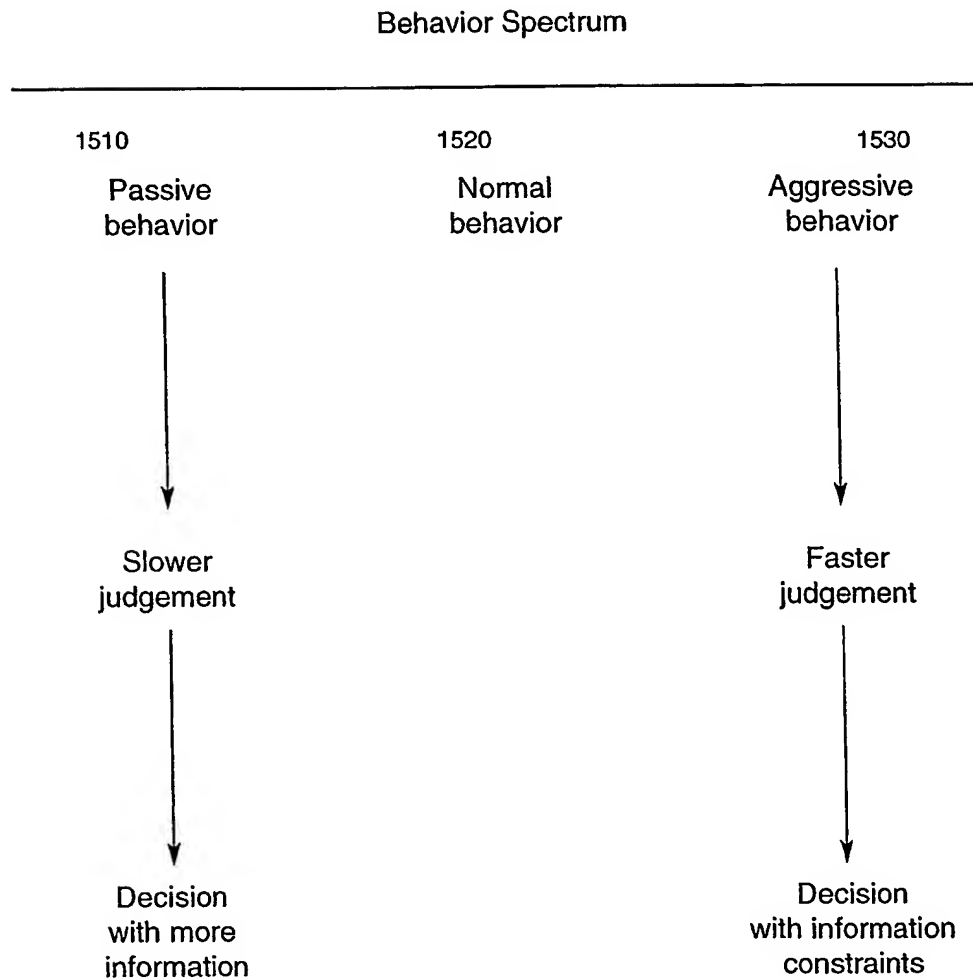 Behavior Spectrum
1510
1520
1530
Passive
behavior
Normal
behavior
Aggressive
behavior
Slower
judgement
Faster
judgement
Decision
with more
information
Decision
with information
constraints